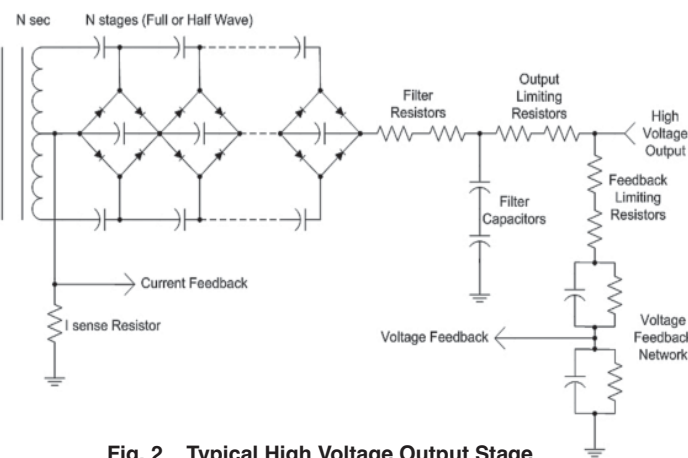 N sec
N stages (Full or Half Wave)
Filter
Resistors
Output
Limiting
Resistors
High
Voltage
Output
Feedback
Limiting
Resistors
Filter
Capacitors
Current Feedback
I sense Resistor
Voltage Feedback
Voltage
Feedback
Network
Fig. 2 Typical High Voltage Output Stage